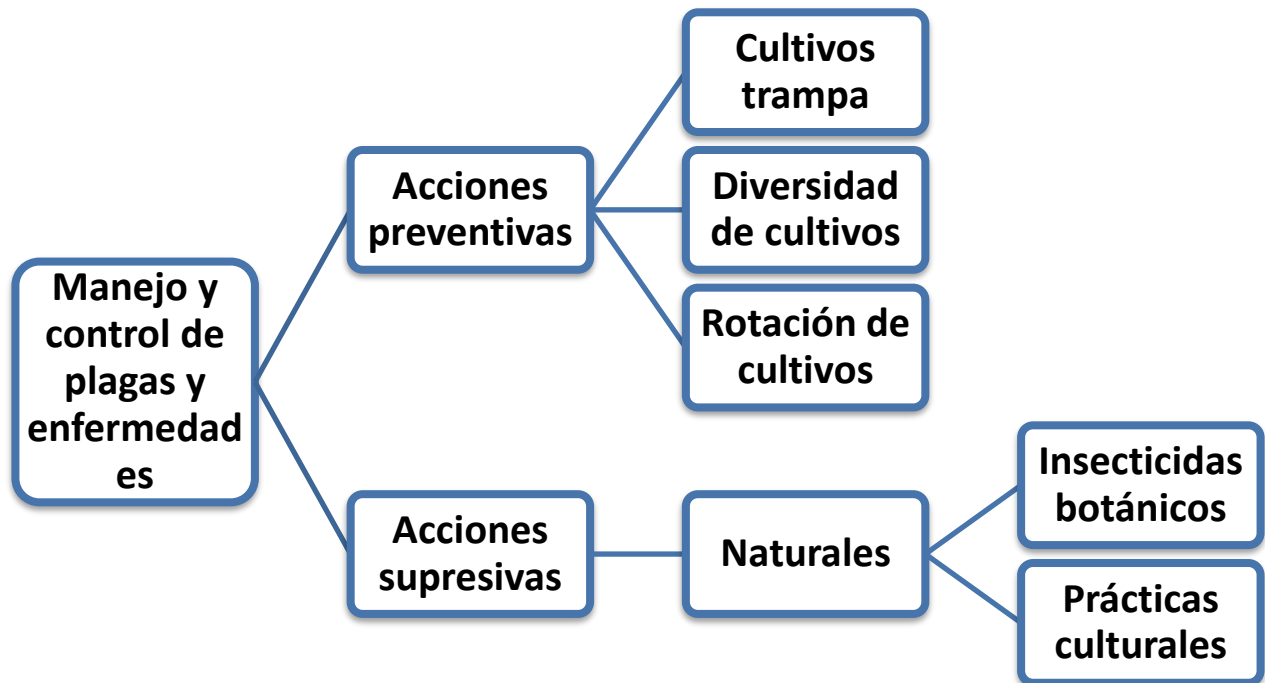 Manejo y
control de
plagas y
enfermedad
es
Acciones
preventivas
Cultivos
trampa
Diversidad
de cultivos
Rotación de
cultivos
Acciones
supresivas
Naturales
Insecticidas
botánicos
Prácticas
culturales